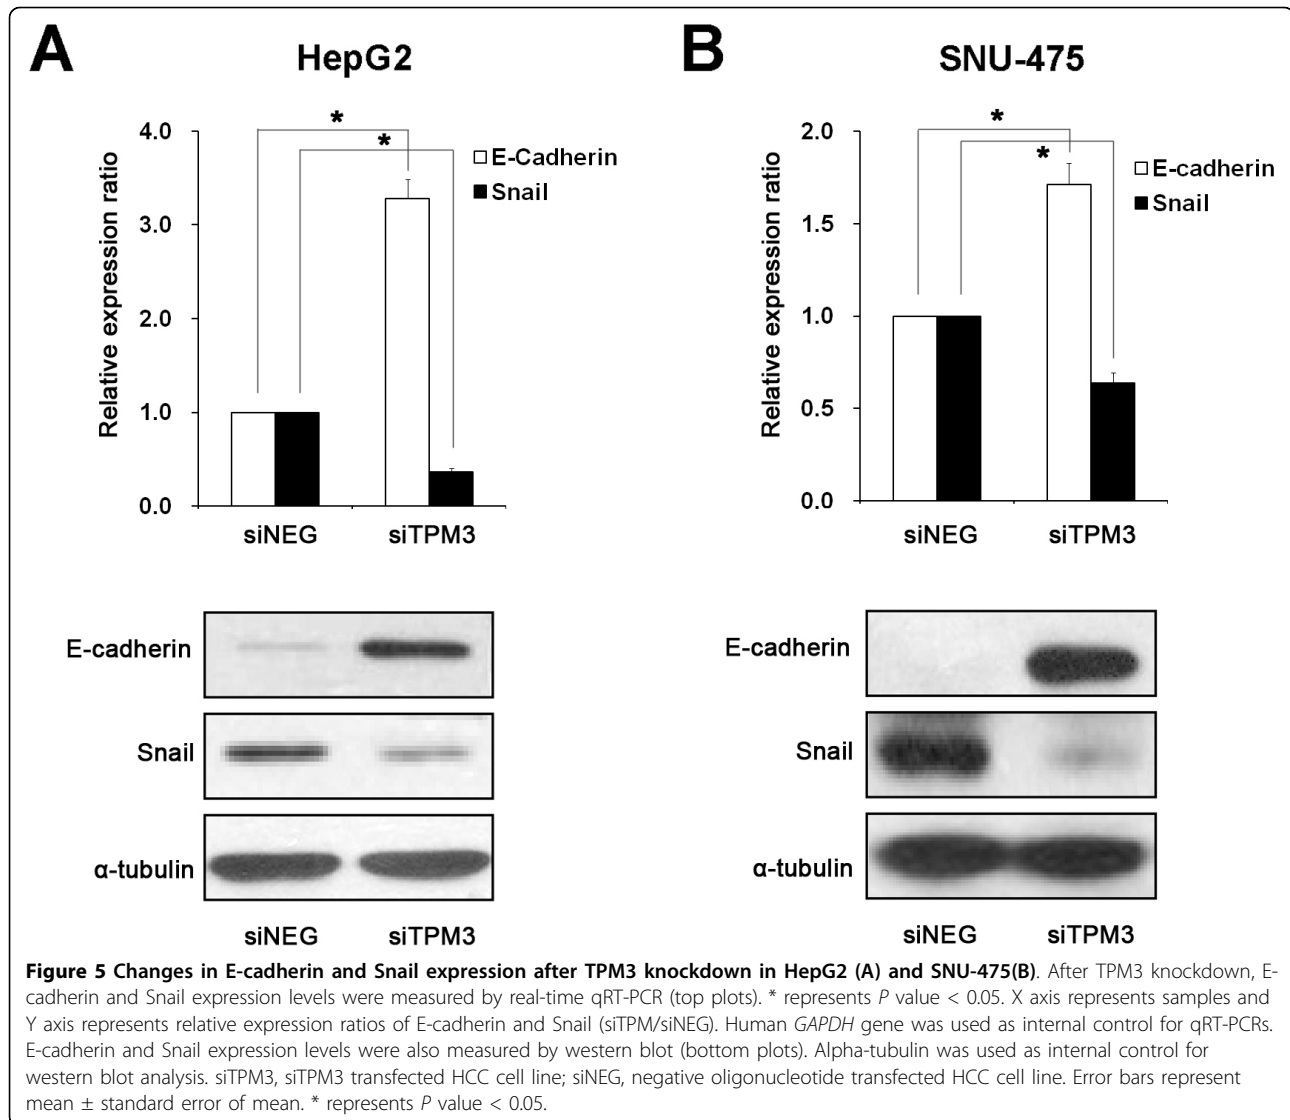 A
HepG2
*
*
4.0
3.0
2.0
1.0
0.0
Relative expression ratio
E-Cadherin
Snail
siNEG siTPM3
E-cadherin
Snail
α-tubulin
siNEG siTPM3
B
SNU-475
*
*
2.0
1.5
1.0
0.5
0.0
Relative expression ratio
E-cadherin
Snail
siNEG siTPM3
E-cadherin
Snail
α-tubulin
siNEG siTPM3
Figure 5 Changes in E-cadherin and Snail expression after TPM3 knockdown in HepG2 (A) and SNU-475(B). After TPM3 knockdown, E-
cadherin and Snail expression levels were measured by real-time qRT-PCR (top plots). * represents P value < 0.05. X axis represents samples and
Y axis represents relative expression ratios of E-cadherin and Snail (siTPM/siNEG). Human GAPDH gene was used as internal control for qRT-PCRs.
E-cadherin and Snail expression levels were also measured by western blot (bottom plots). Alpha-tubulin was used as internal control for
western blot analysis. siTPM3, siTPM3 transfected HCC cell line; siNEG, negative oligonucleotide transfected HCC cell line. Error bars represent
mean ± standard error of mean. * represents P value < 0.05.